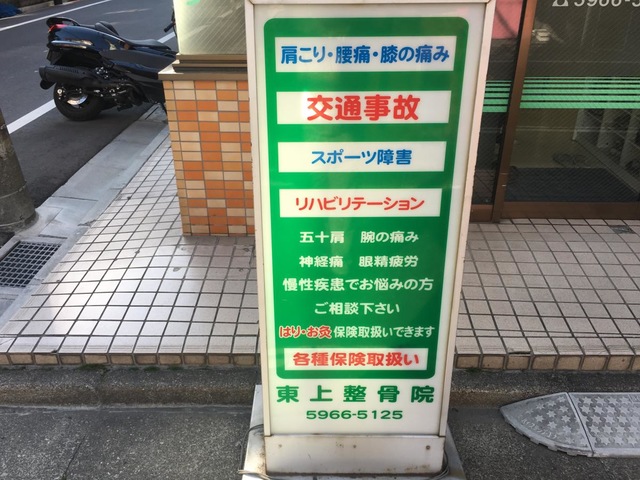 5966-5
肩こり・腰痛・膝の痛み
交通事故
スポーツ障害
リハビリテーション
五十肩 腕の痛み
神経痛 眼精疲労
慢性疾患でお悩みの方
ご相談下さい
はり・お灸 保険取扱いできます
各種保険取扱い
東上整骨院
5966-5125